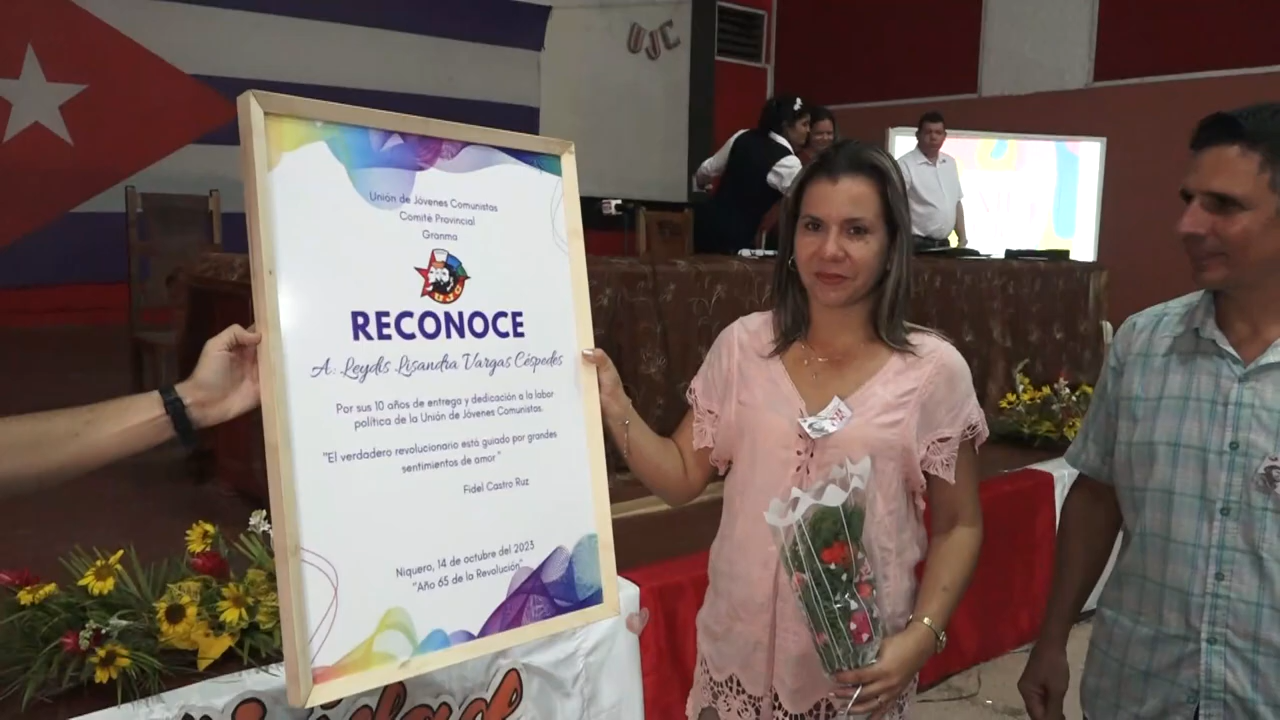 UJC
Unión de Jóvenes Comunistas
Comité Provincial
Granma
UJC
RECONOCE
A: Leydis Lisandra Vargas Céspedes
Por sus 10 años de entrega y dedicación a la labor
política de la Unión de Jóvenes Comunistas.
"El verdadero revolucionario está guiado por grandes
sentimientos de amor"
Fidel Castro Ruz
Niquero, 14 de octubre del 2023
"Año 65 de la Revolución"